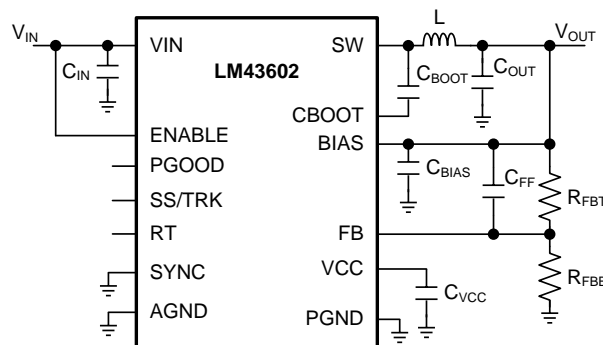 VIN
VIN
CIN
LM43602
SW
L
VOUT
CBOOT
COUT
CBOOT
ENABLE
BIAS
PGOOD
CBIAS
CFF
SS/TRK
RFBT
RT
FB
SYNC
VCC
CVCC
RFBB
AGND
PGND